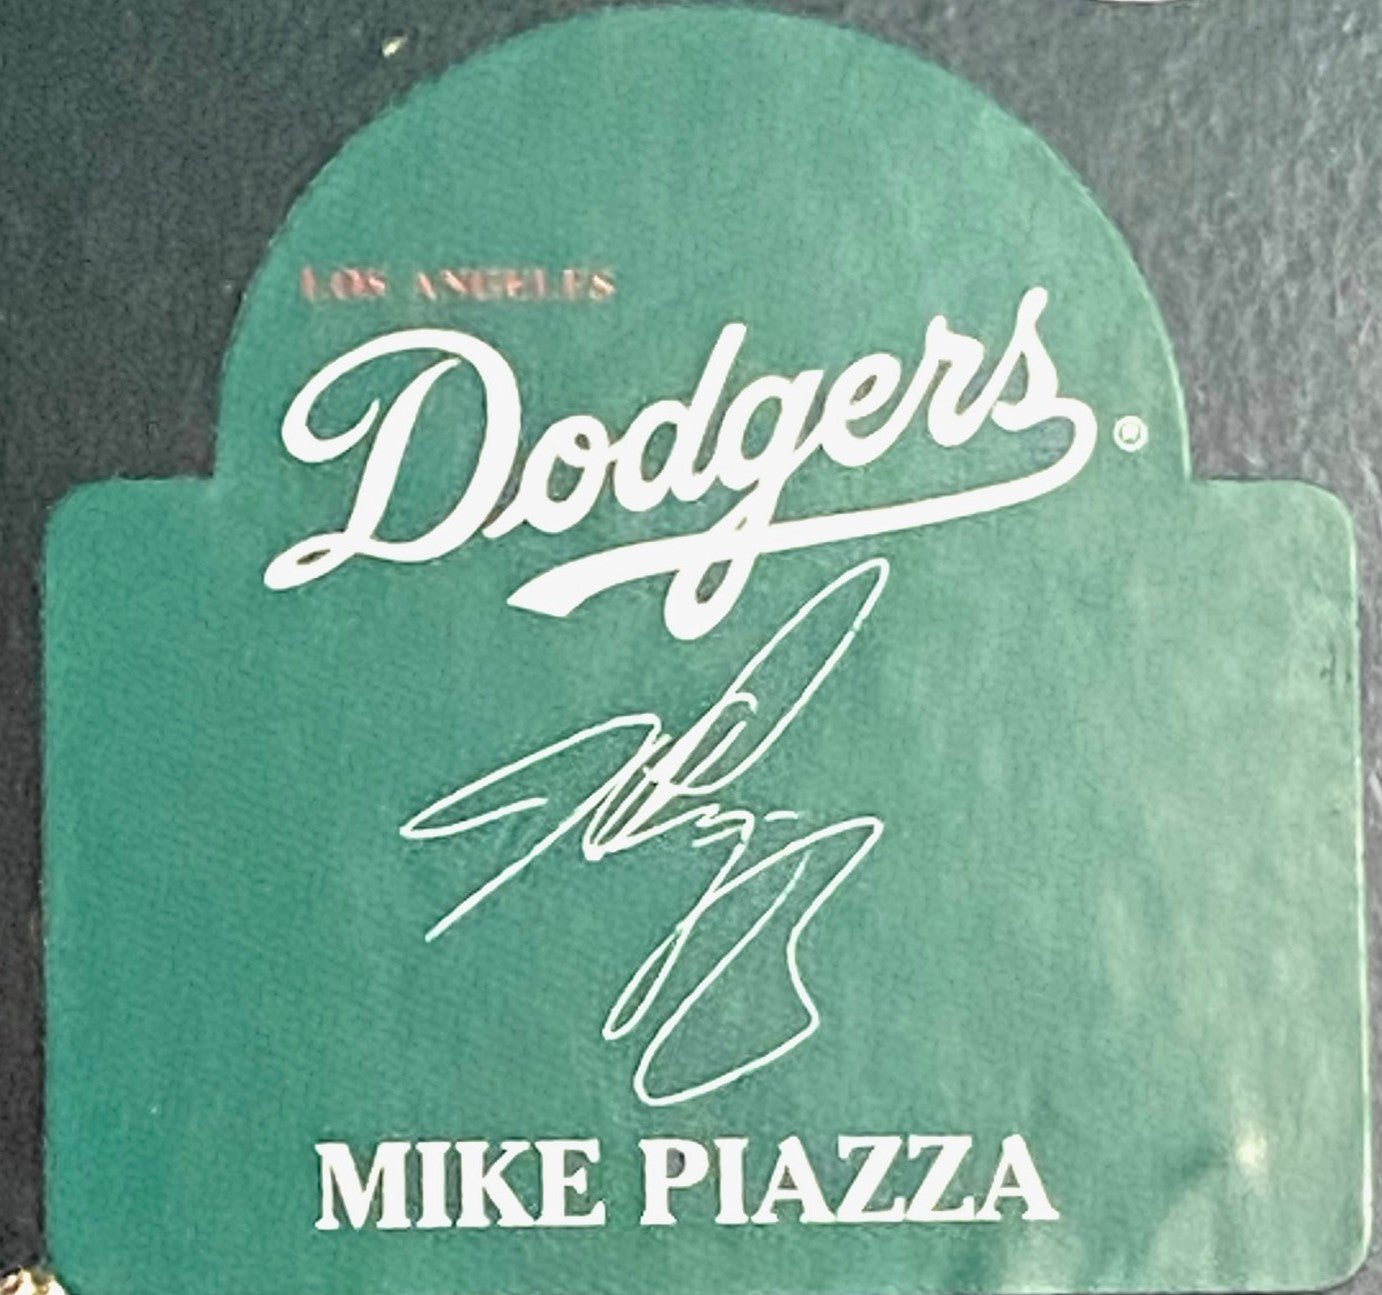 LOS ANGELES
Dodgers ®
MIKE PIAZZA